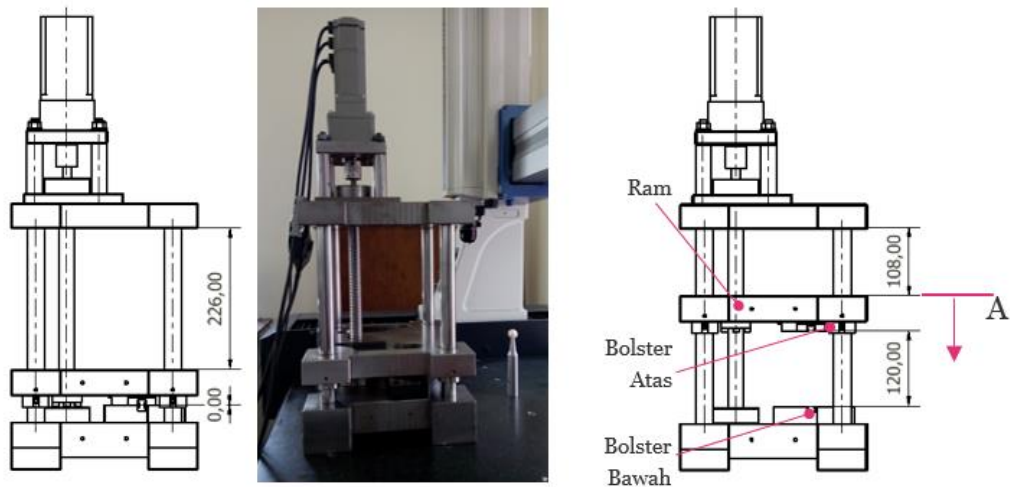 226,00
0,00
Ram
108,00
A
Bolster
Atas
120,00
Bolster
Bawah